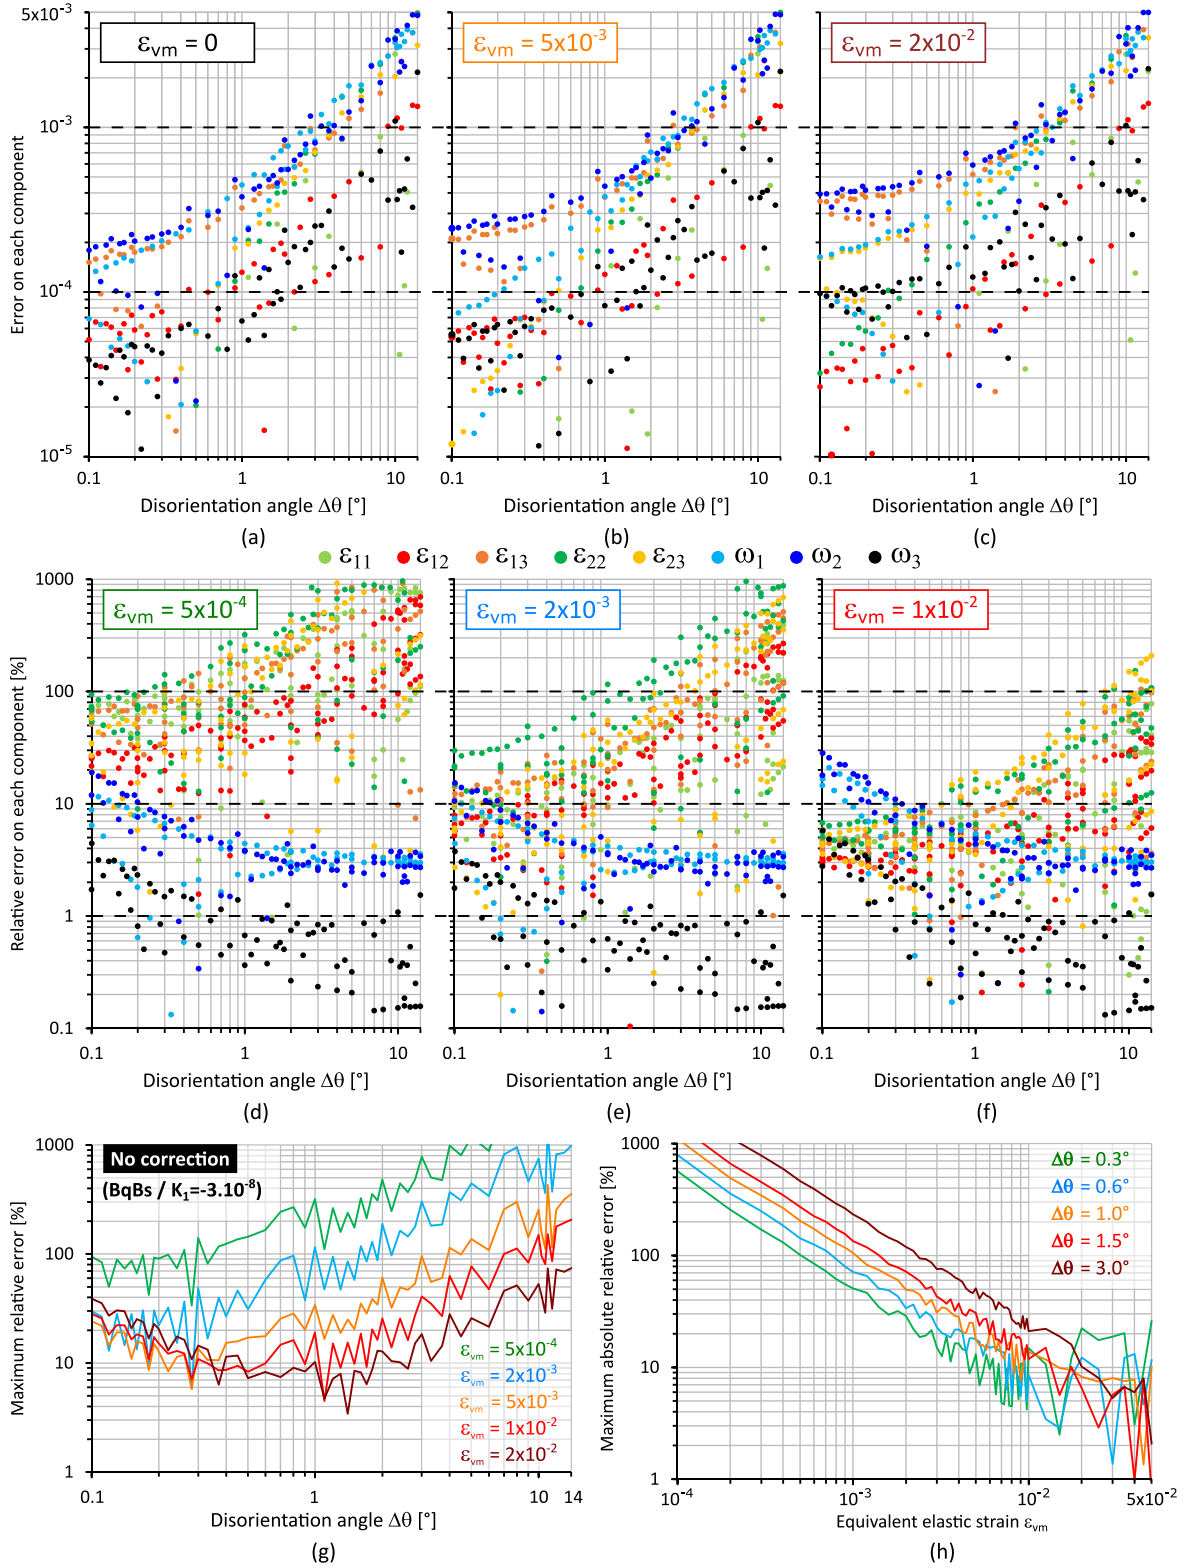 5x10-3
10-3
10-4
10-5
Error on each component
εvm = 0
εvm = 5x10-3
εvm = 2x10-2
0.1
1
10
0.1
1
10
0.1
1
10
Disorientation angle Δθ [°]
Disorientation angle Δθ [°]
Disorientation angle Δθ [°]
(a)
(b)
(c)
ε11
ε12
ε13
ε22
ε23
ω1
ω2
ω3
1000
100
10
1
0.1
Relative error on each component [%]
εvm = 5x10-4
εvm = 2x10-3
εvm = 1x10-2
0.1
1
10
0.1
1
10
0.1
1
10
Disorientation angle Δθ [°]
Disorientation angle Δθ [°]
Disorientation angle Δθ [°]
(d)
(e)
(f)
1000
100
10
1
Maximum relative error [%]
No correction
(BqBs / K1=-3.10-8)
εvm = 5x10-4
εvm = 2x10-3
εvm = 5x10-3
εvm = 1x10-2
εvm = 2x10-2
0.1
1
10
14
Disorientation angle Δθ [°]
(g)
1000
100
10
1
Maximum absolute relative error [%]
Δθ = 0.3°
Δθ = 0.6°
Δθ = 1.0°
Δθ = 1.5°
Δθ = 3.0°
10-4
10-3
10-2
5x10-2
Equivalent elastic strain εvm
(h)